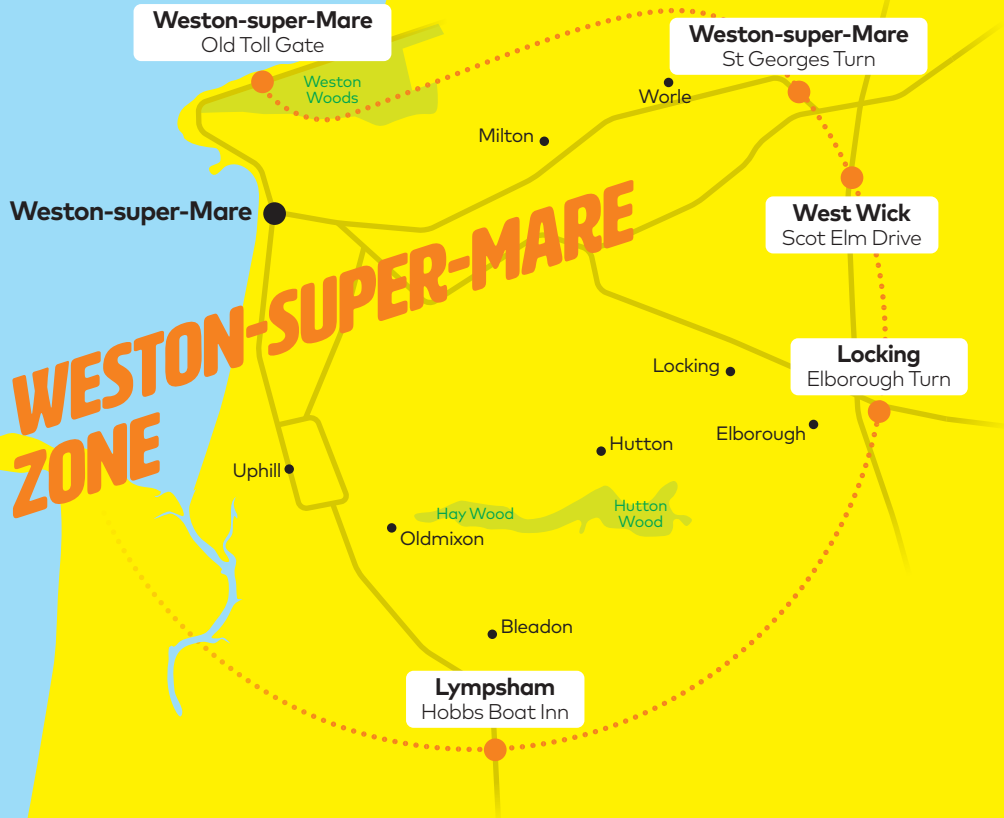 Weston-super-Mare
Old Toll Gate
Weston-super-Mare
St Georges Turn
Weston
Woods
Worle
Milton
Weston-super-Mare
West Wick
Scot Elm Drive
WESTON-SUPER-MARE
ZONE
Locking
Locking
Elborough Turn
Elborough
Hutton
Uphill
Hay Wood
Hutton
Wood
Oldmixon
Bleadon
Lympsham
Hobbs Boat Inn